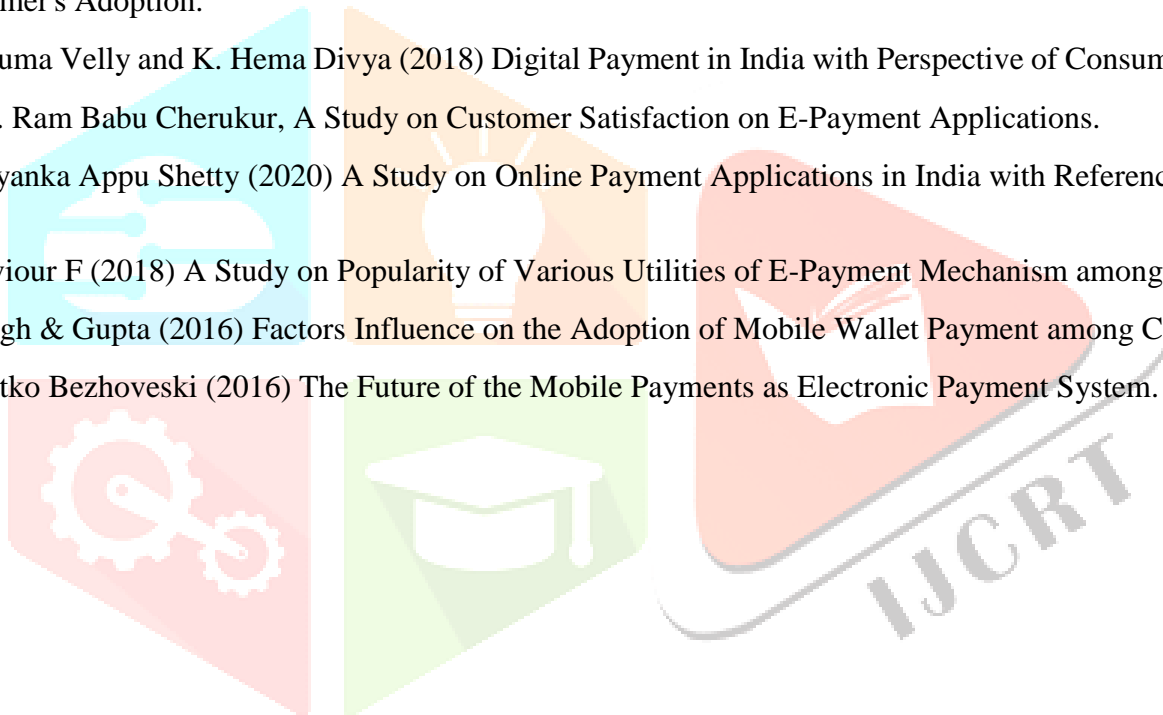 mer's Adoption.
uma Velly and K. Hema Divya (2018) Digital Payment in India with Perspective of Consum
. Ram Babu Cherukur, A Study on Customer Satisfaction on E-Payment Applications.
yanka Appu Shetty (2020) A Study on Online Payment Applications in India with Referenc
viour F (2018) A Study on Popularity of Various Utilities of E-Payment Mechanism among
gh & Gupta (2016) Factors Influence on the Adoption of Mobile Wallet Payment among C
tko Bezhoveski (2016) The Future of the Mobile Payments as Electronic Payment System.
IJCRT